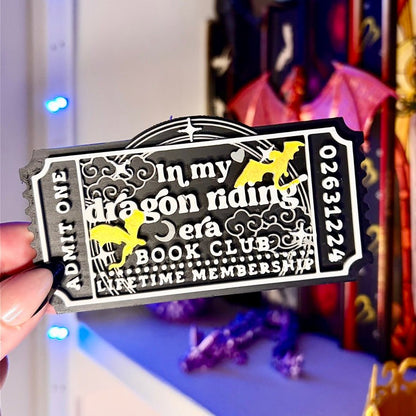 ADMIT ONE
In my
dragon riding
era
BOOK CLUB
LIFETIME MEMBERSHIP
02631224